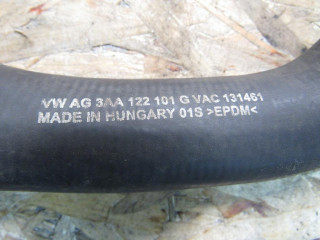 VW AG 3AA 122 101 G VAC 131461
MADE IN HUNGARY 01S >EPDM<